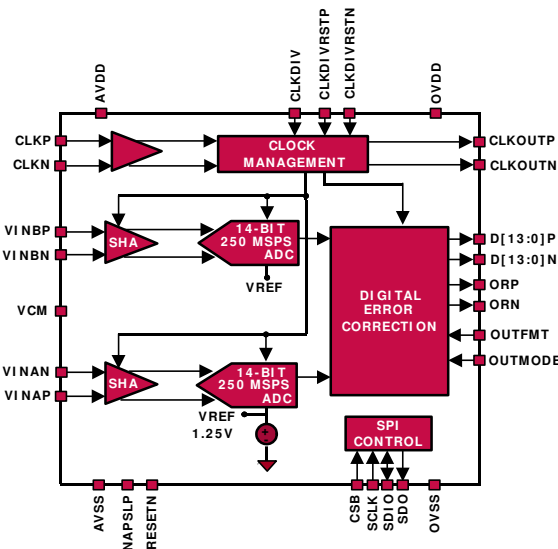 AVDD
CLKDIV
CLKDIVRSTP
CLKDIVRSTN
OVDD
CLKP
CLKN
CLOCK
MANAGEMENT
CLKOUTP
CLKOUTN
VINBP
VINBN
SHA
14-BIT
250 MSPS
ADC
VREF
D[13:0]P
D[13:0]N
ORP
ORN
OUTFMT
OUTMODE
DIGITAL
ERROR
CORRECTION
VCM
VINAN
VINAP
SHA
14-BIT
250 MSPS
ADC
VREF
1.25V
+
SPI
CONTROL
AVSS
NAPSLP
RESETN
CSB
SCLK
SDIO
SDO
OVSS